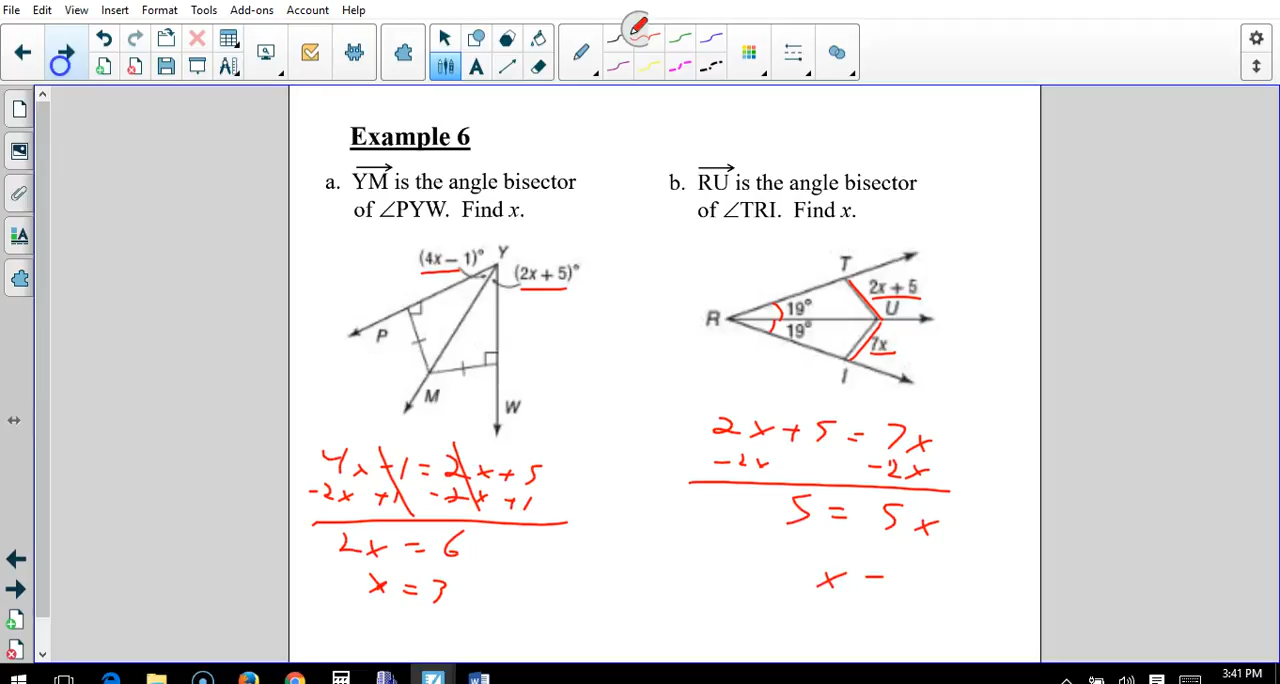 File Edit View Insert Format Tools Add-ons Account Help
Example 6
a. YM is the angle bisector
of ∠PYW. Find x.
(4x – 1)° Y
(2x + 5)°
P
M
W
4x - 1 = 2x + 5
-2x +1 -2x +1
2x = 6
x = 3
b. RU is the angle bisector
of ∠TRI. Find x.
T
2x + 5
19° U
R
19° 7x
I
2x + 5 = 7x
-2x -2x
5 = 5x
x =
3:41 PM